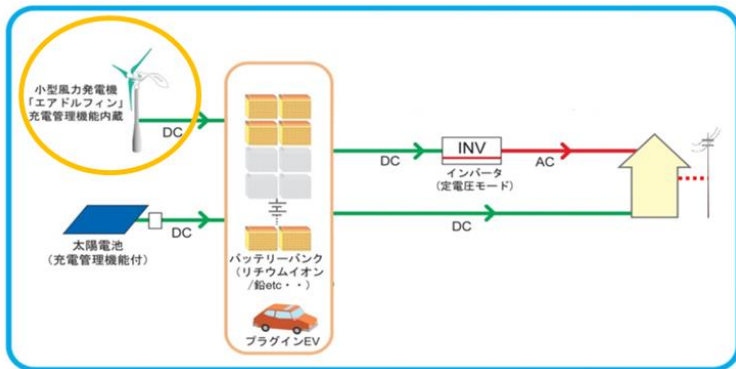 小型風力発電機
「エアドルフィン」
充電管理機能内蔵
DC
太陽電池
(充電管理機能付)
DC
バッテリーバンク
(リチウムイオン
/鉛etc・・)
プラグインEV
DC
INV
インバータ
(定電圧モード)
AC
DC